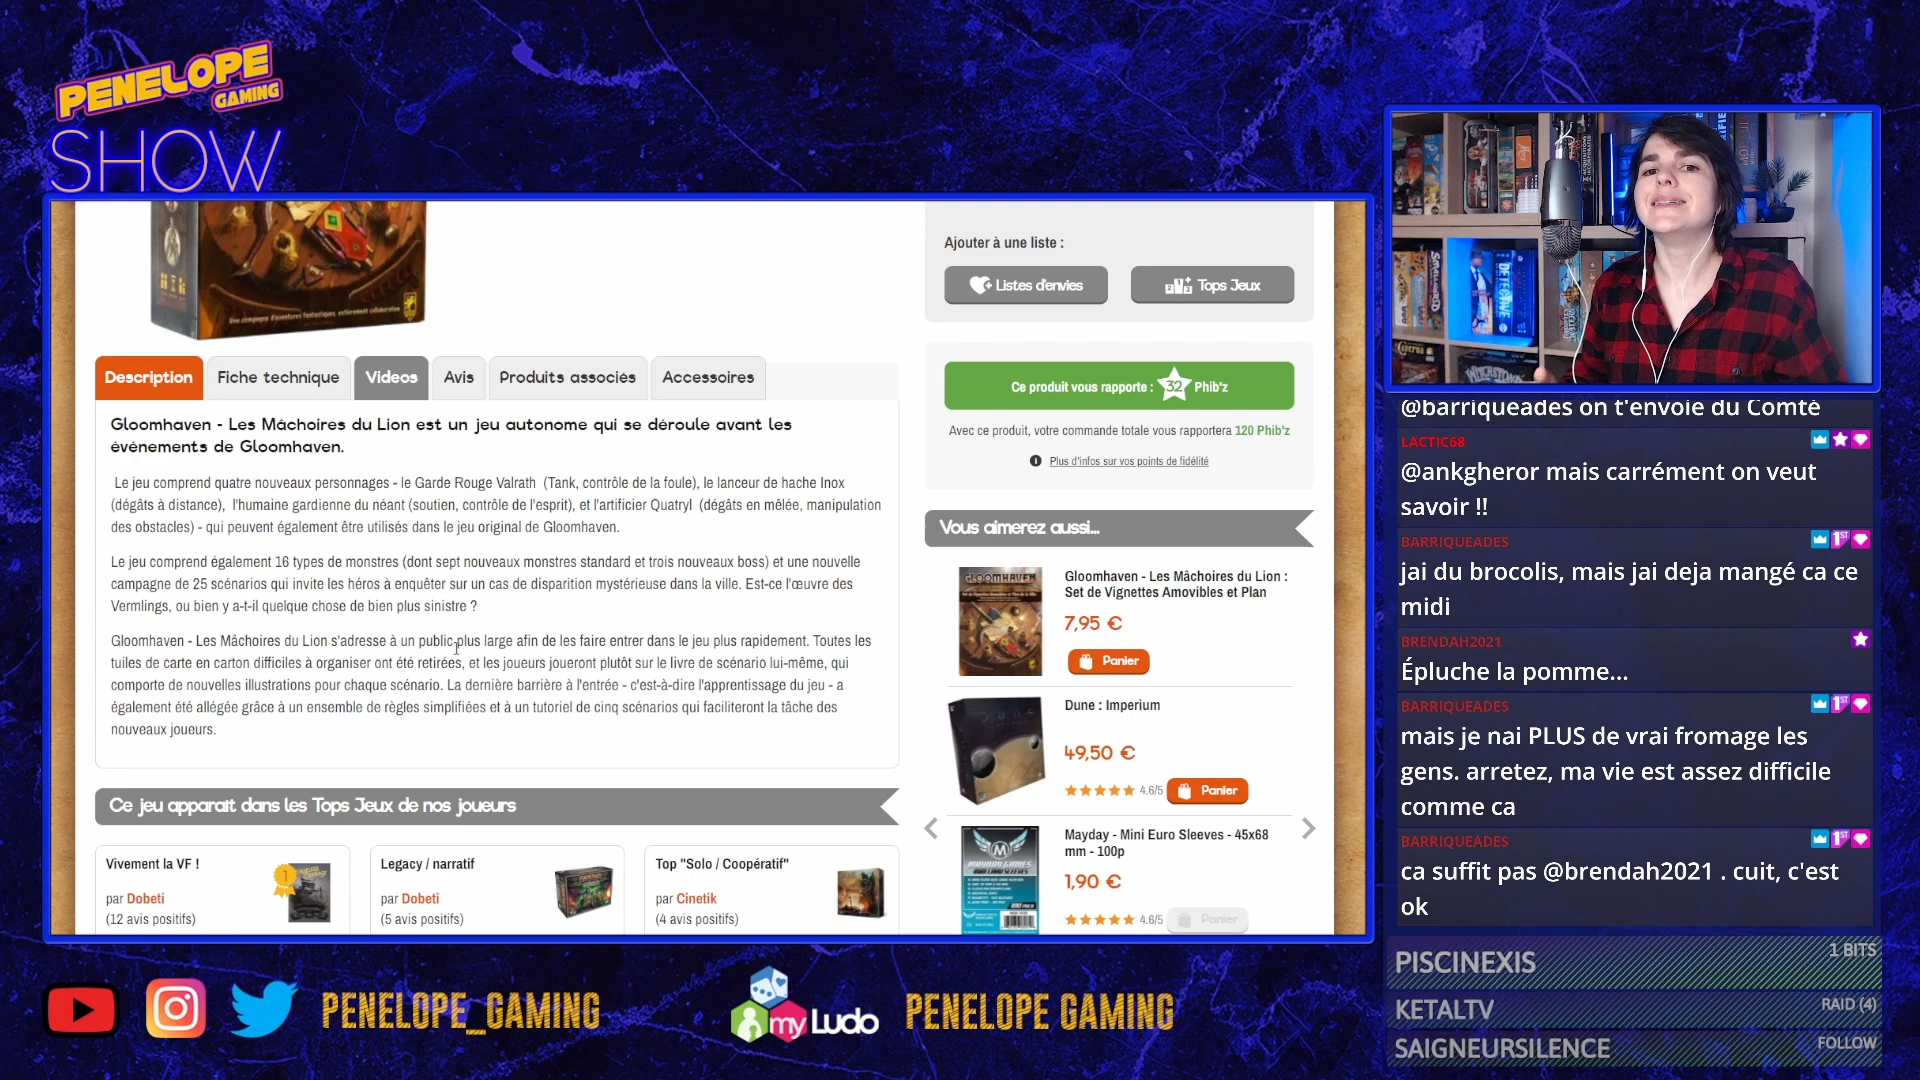 PENELOPE
GAMING
SHOW
Une campagne d'aventures fantastiques, entièrement collaborative
Ajouter à une liste :
Listes d'envies
Tops Jeux
Description
Fiche technique
Videos
Avis
Produits associés
Accessoires
Gloomhaven - Les Mâchoires du Lion est un jeu autonome qui se déroule avant les
événements de Gloomhaven.
Le jeu comprend quatre nouveaux personnages - le Garde Rouge Valrath (Tank, contrôle de la foule), le lanceur de hache Inox
(dégâts à distance), l'humaine gardienne du néant (soutien, contrôle de l'esprit), et l'artificier Quatryl (dégâts en mêlée, manipulation
des obstacles) - qui peuvent également être utilisés dans le jeu original de Gloomhaven.
Le jeu comprend également 16 types de monstres (dont sept nouveaux monstres standard et trois nouveaux boss) et une nouvelle
campagne de 25 scénarios qui invite les héros à enquêter sur un cas de disparition mystérieuse dans la ville. Est-ce l'œuvre des
Vermlings, ou bien y a-t-il quelque chose de bien plus sinistre ?
Gloomhaven - Les Mâchoires du Lion s'adresse à un public plus large afin de les faire entrer dans le jeu plus rapidement. Toutes les
tuiles de carte en carton difficiles à organiser ont été retirées, et les joueurs joueront plutôt sur le livre de scénario lui-même, qui
comporte de nouvelles illustrations pour chaque scénario. La dernière barrière à l'entrée - c'est-à-dire l'apprentissage du jeu - a
également été allégée grâce à un ensemble de règles simplifiées et à un tutoriel de cinq scénarios qui faciliteront la tâche des
nouveaux joueurs.
Ce jeu apparait dans les Tops Jeux de nos joueurs
Vivement la VF !
par Dobeti
(12 avis positifs)
1
Legacy / narratif
par Dobeti
(5 avis positifs)
Top "Solo / Coopératif"
par Cinetik
(4 avis positifs)
Ce produit vous rapporte : 32 Phib'z
Avec ce produit, votre commande totale vous rapportera 120 Phib'z
Plus d'infos sur vos points de fidélité
Vous aimerez aussi...
GLOOMHAVEN
Gloomhaven - Les Mâchoires du Lion :
Set de Vignettes Amovibles et Plan
7,95 €
Panier
Dune : Imperium
49,50 €
4.6/5
Panier
MAYDAY GAMES
Mayday - Mini Euro Sleeves - 45x68
mm - 100p
1,90 €
4.6/5
Panier
DETECTIVE
@barriqueades on t'envoie du Comté
LACTIC68
@ankgheror mais carrément on veut
savoir !!
BARRIQUEADES
1ST
jai du brocolis, mais jai deja mangé ca ce
midi
BRENDAH2021
Épluche la pomme...
BARRIQUEADES
1ST
mais je nai PLUS de vrai fromage les
gens. arretez, ma vie est assez difficile
comme ca
BARRIQUEADES
1ST
ca suffit pas @brendah2021 . cuit, c'est
ok
PISCINEXIS
1 BITS
KETALTV
RAID (4)
SAIGNEURSILENCE
FOLLOW
PENELOPE_GAMING
myLudo
PENELOPE GAMING